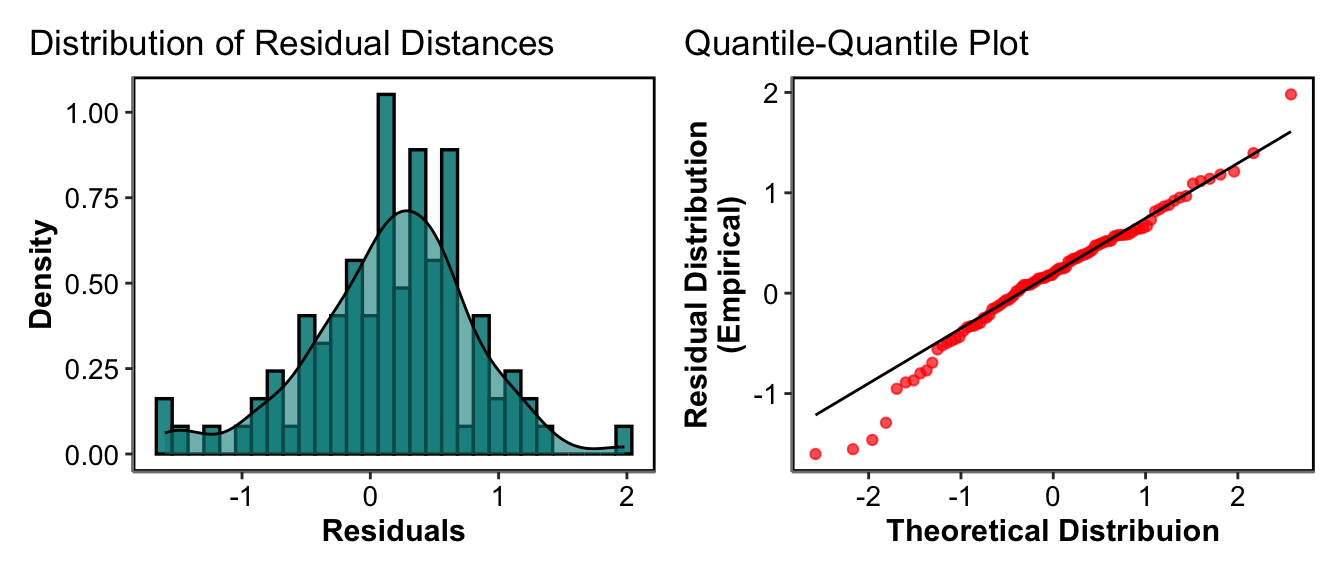 Distribution of Residual Distances
1.00
0.75
0.50
0.25
0.00
Density
-1 0 1 2
Residuals
Quantile-Quantile Plot
2
1
0
-1
Residual Distribution
(Empirical)
-2 -1 0 1 2
Theoretical Distribuion